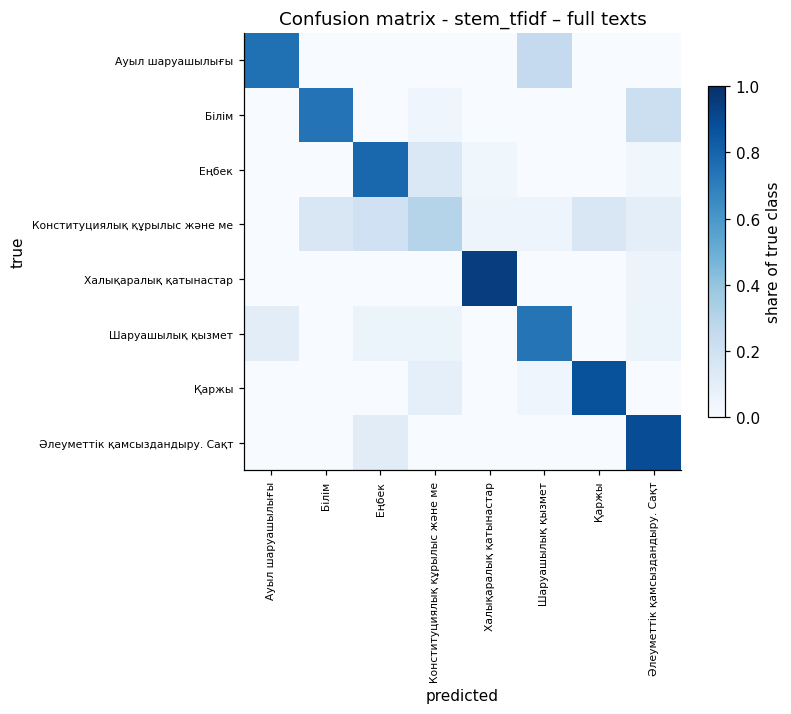 Confusion matrix - stem_tfidf – full texts
Ауыл шаруашылығы
Білім
Еңбек
Конституциялық құрылыс және ме
Халықаралық қатынастар
Шаруашылық қызмет
Қаржы
Әлеуметтік қамсыздандыру. Сақт
true
Ауыл шаруашылығы
Білім
Еңбек
Конституциялық құрылыс және ме
Халықаралық қатынастар
Шаруашылық қызмет
Қаржы
Әлеуметтік қамсыздандыру. Сақт
predicted
1.0
0.8
0.6
0.4
0.2
0.0
share of true class